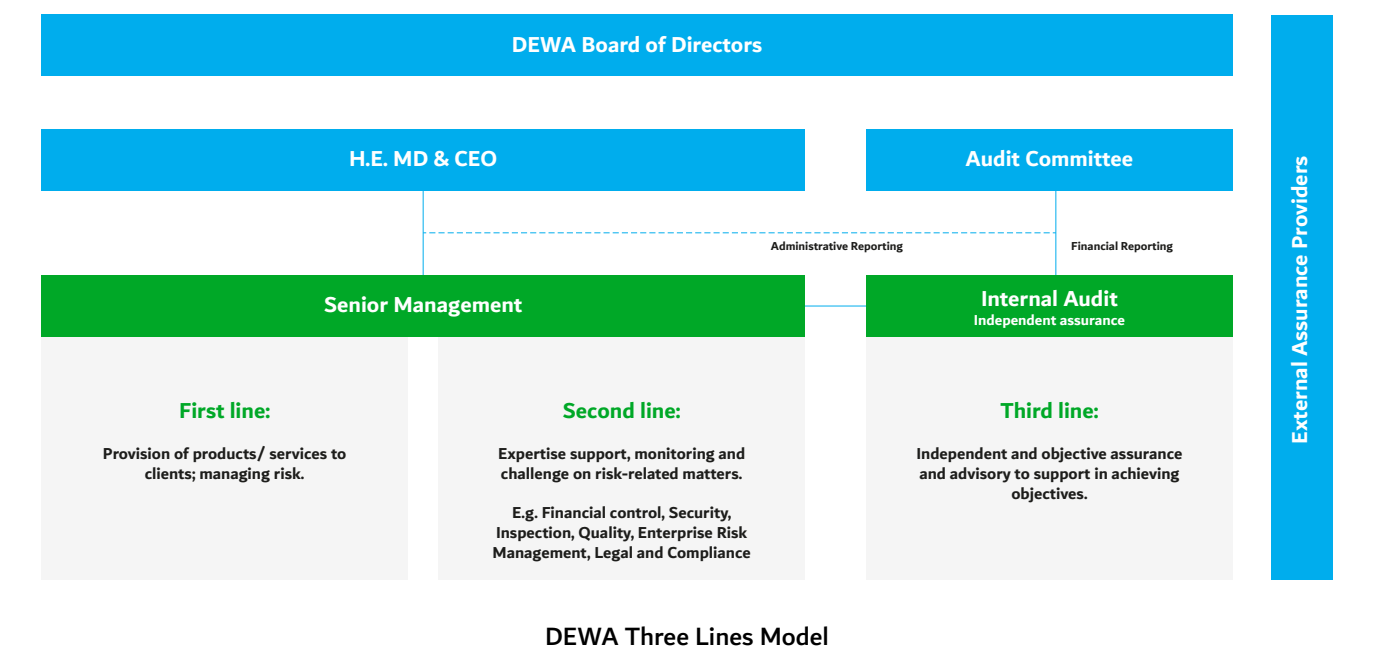 DEWA Board of Directors
H.E. MD & CEO
Audit Committee
Administrative Reporting
Financial Reporting
Senior Management
Internal Audit
Independent assurance
First line:
Provision of products/ services to
clients; managing risk.
Second line:
Expertise support, monitoring and
challenge on risk-related matters.
E.g. Financial control, Security,
Inspection, Quality, Enterprise Risk
Management, Legal and Compliance
Third line:
Independent and objective assurance
and advisory to support in achieving
objectives.
External Assurance Providers
DEWA Three Lines Model